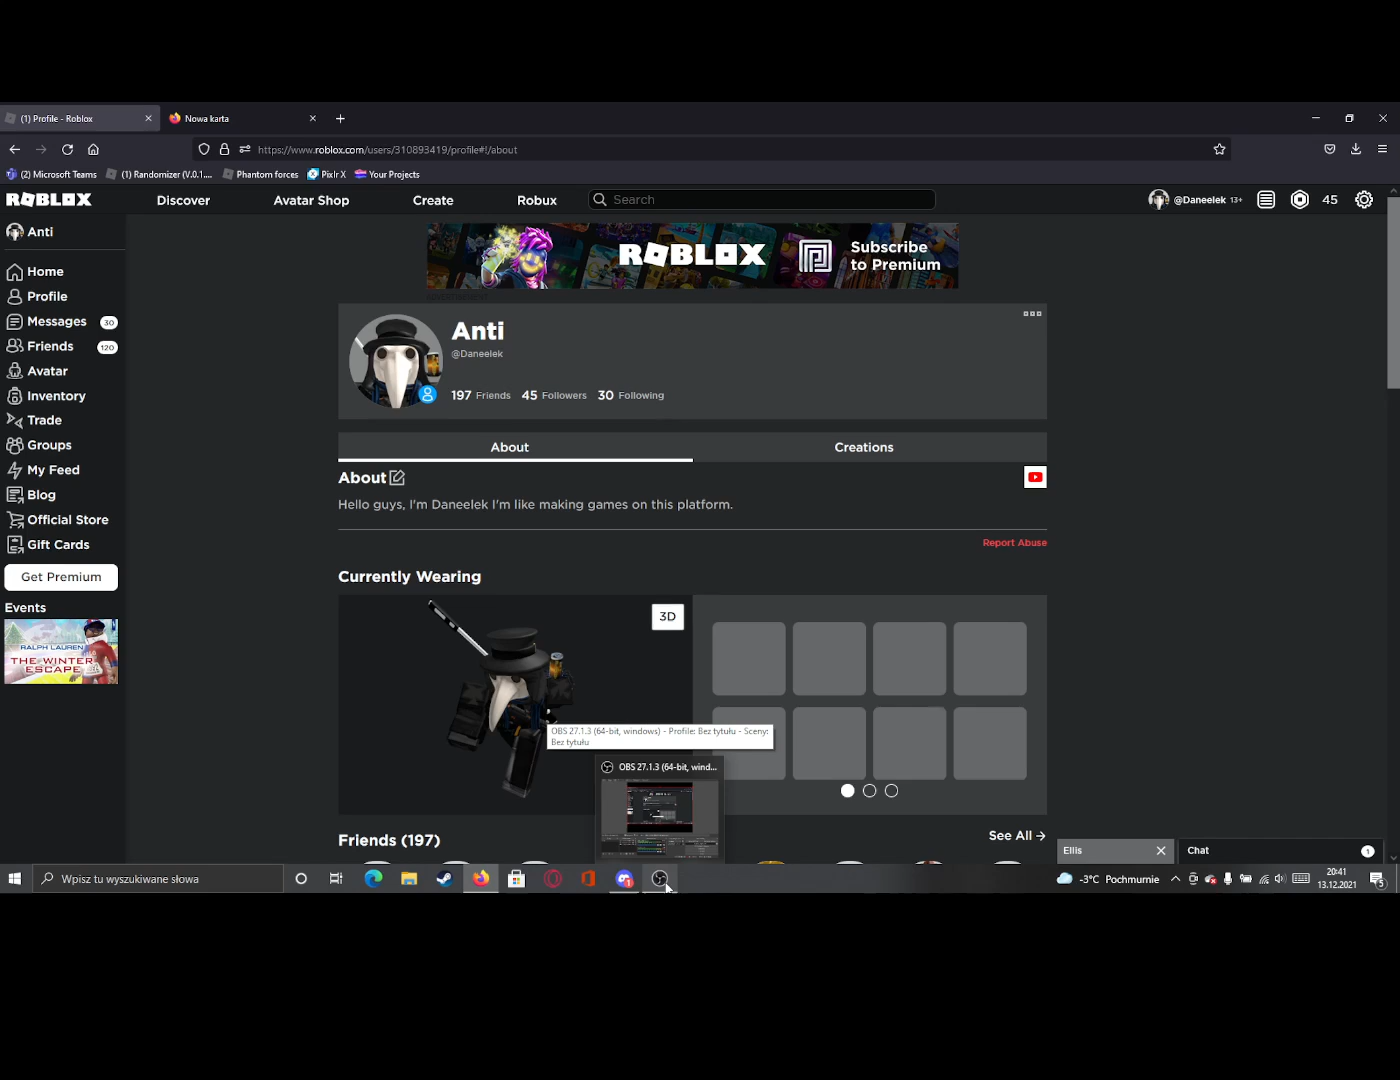 (1) Profile - Roblox
Nowa karta
https://www.roblox.com/users/310893419/profile#!/about
(2) Microsoft Teams
(1) Randomizer (V.0.1....
Phantom forces
Pixlr X
Your Projects
ROBLOX
Discover
Avatar Shop
Create
Robux
Search
@Daneelek 13+
45
Anti
Home
Profile
Messages 30
Friends 120
Avatar
Inventory
Trade
Groups
My Feed
Blog
Official Store
Gift Cards
Get Premium
Events
RALPH LAUREN
THE WINTER
ESCAPE
ROBLOX
Subscribe
to Premium
ADVERTISEMENT
Anti
@Daneelek
197 Friends 45 Followers 30 Following
About
Creations
About
Hello guys, I'm Daneelek I'm like making games on this platform.
Report Abuse
Currently Wearing
3D
OBS 27.1.3 (64-bit, windows) - Profile: Bez tytułu - Sceny:
Bez tytułu
OBS 27.1.3 (64-bit, wind...
Friends (197)
See All
Ellis
Chat
1
Wpisz tu wyszukiwane słowa
-3°C Pochmurnie
20:41
13.12.2021
5